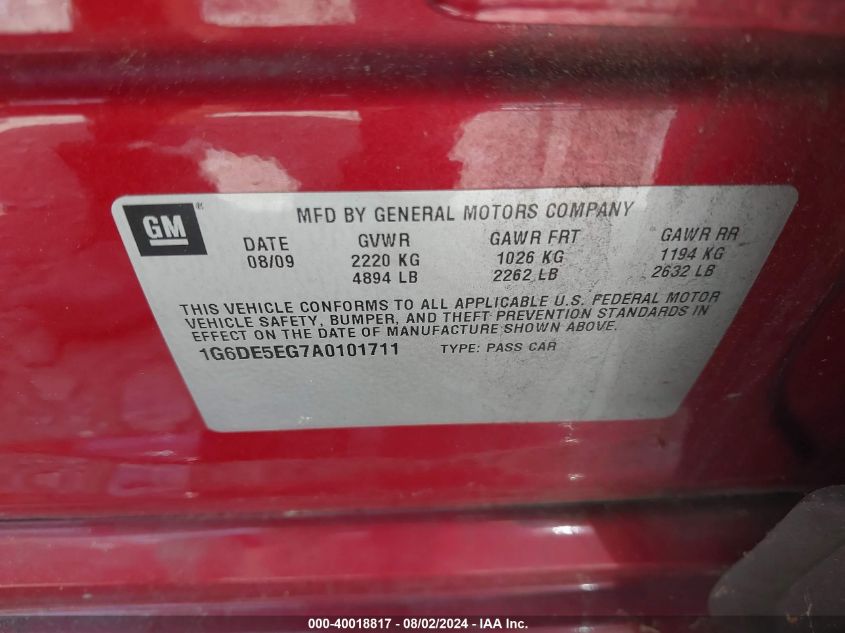 GM®
MFD BY GENERAL MOTORS COMPANY
DATE GVWR GAWR FRT GAWR RR
08/09 2220 KG 1026 KG 1194 KG
4894 LB 2262 LB 2632 LB
THIS VEHICLE CONFORMS TO ALL APPLICABLE U.S. FEDERAL MOTOR
VEHICLE SAFETY, BUMPER, AND THEFT PREVENTION STANDARDS IN
EFFECT ON THE DATE OF MANUFACTURE SHOWN ABOVE.
1G6DE5EG7A0101711 TYPE: PASS CAR
000-40018817 - 08/02/2024 - IAA Inc.